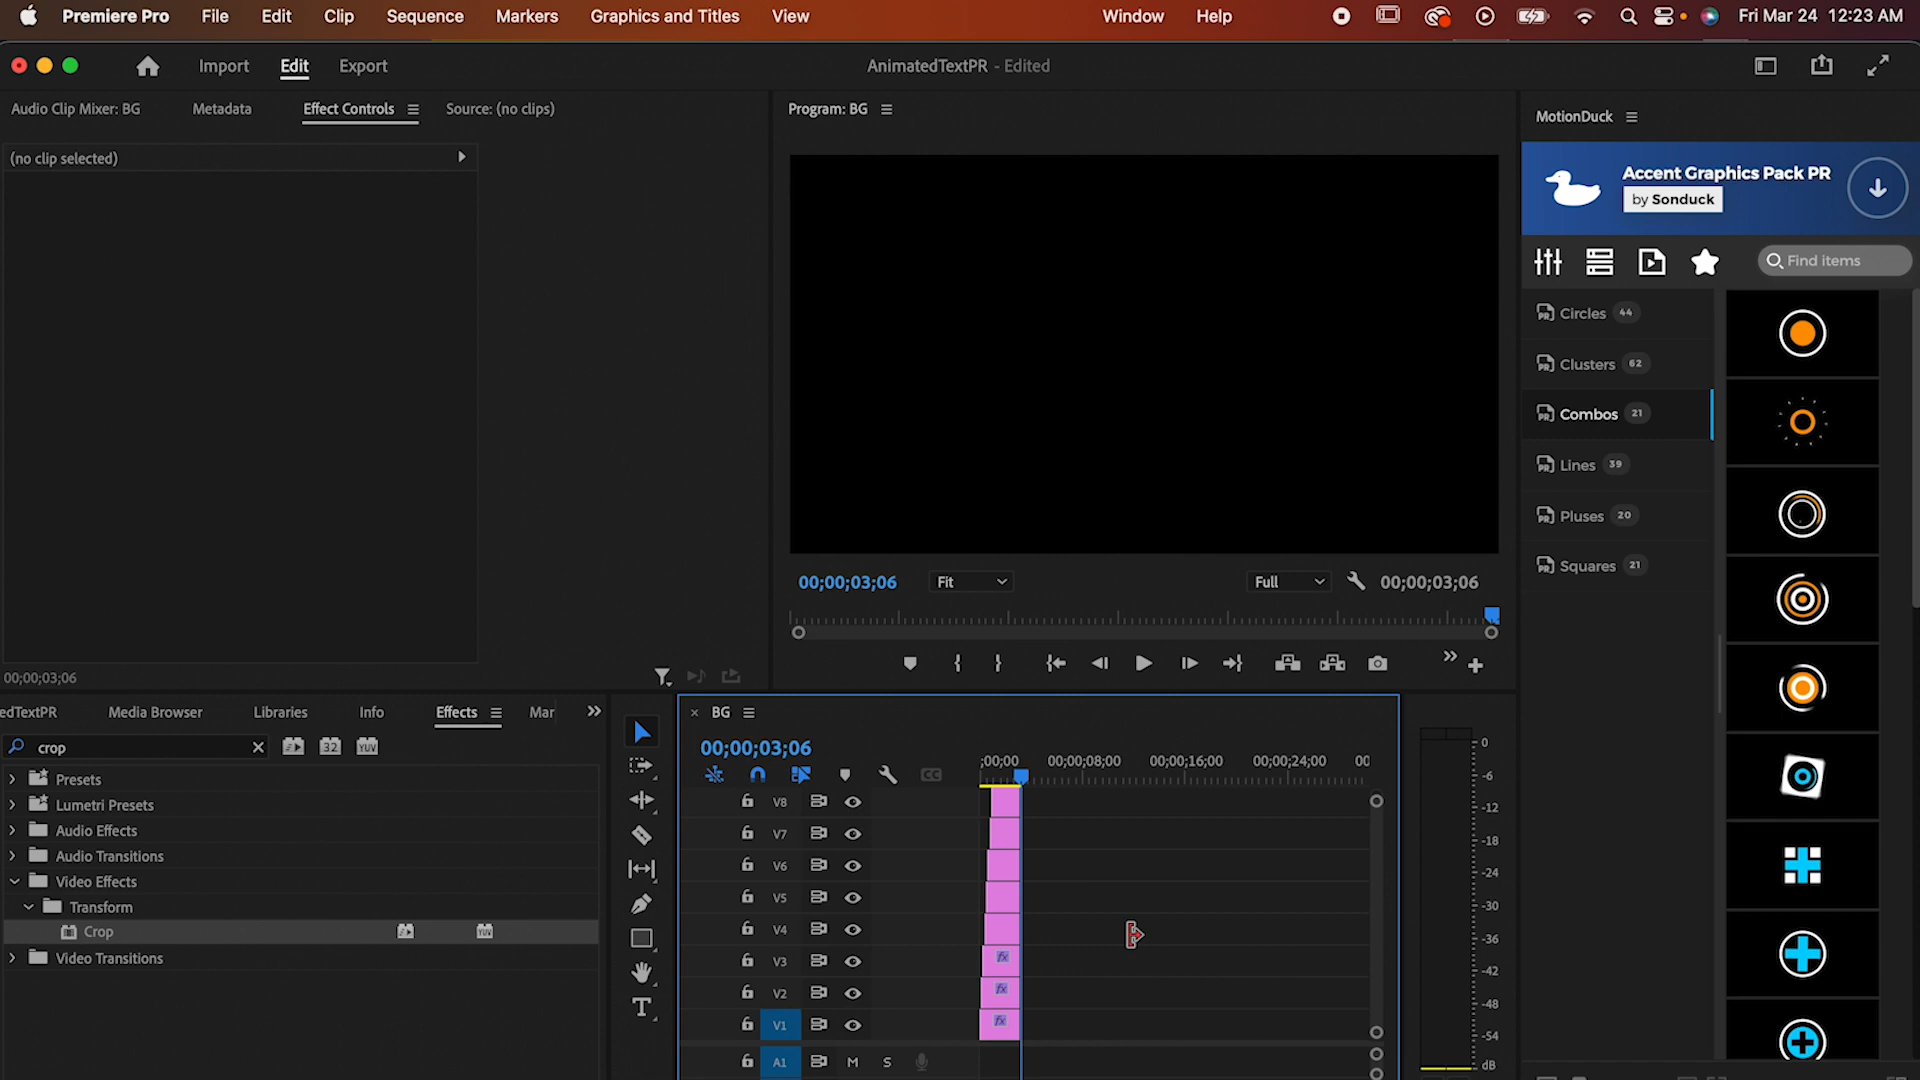 Premiere Pro File Edit Clip Sequence Markers Graphics and Titles View Window Help Fri Mar 24 12:23 AM
Import Edit Export AnimatedTextPR - Edited
Audio Clip Mixer: BG Metadata Effect Controls Source: (no clips) Program: BG MotionDuck
(no clip selected)
Accent Graphics Pack PR
by Sonduck
Find items
Circles 44
Clusters 62
Combos 21
Lines 39
Pluses 20
Squares 21
00;00;03;06 Fit Full 00;00;03;06
00;00;03;06
edTextPR Media Browser Libraries Info Effects Mar BG
crop 32 YUV
00;00;03;06
;00;00 00;00;08;00 00;00;16;00 00;00;24;00 00
CC
Presets
Lumetri Presets
Audio Effects
Audio Transitions
Video Effects
Transform
Crop YUV
Video Transitions
V8
V7
V6
V5
V4
V3 fx
V2 fx
V1 fx
A1 M S
0
-6
-12
-18
-24
-30
-36
-42
-48
-54
dB